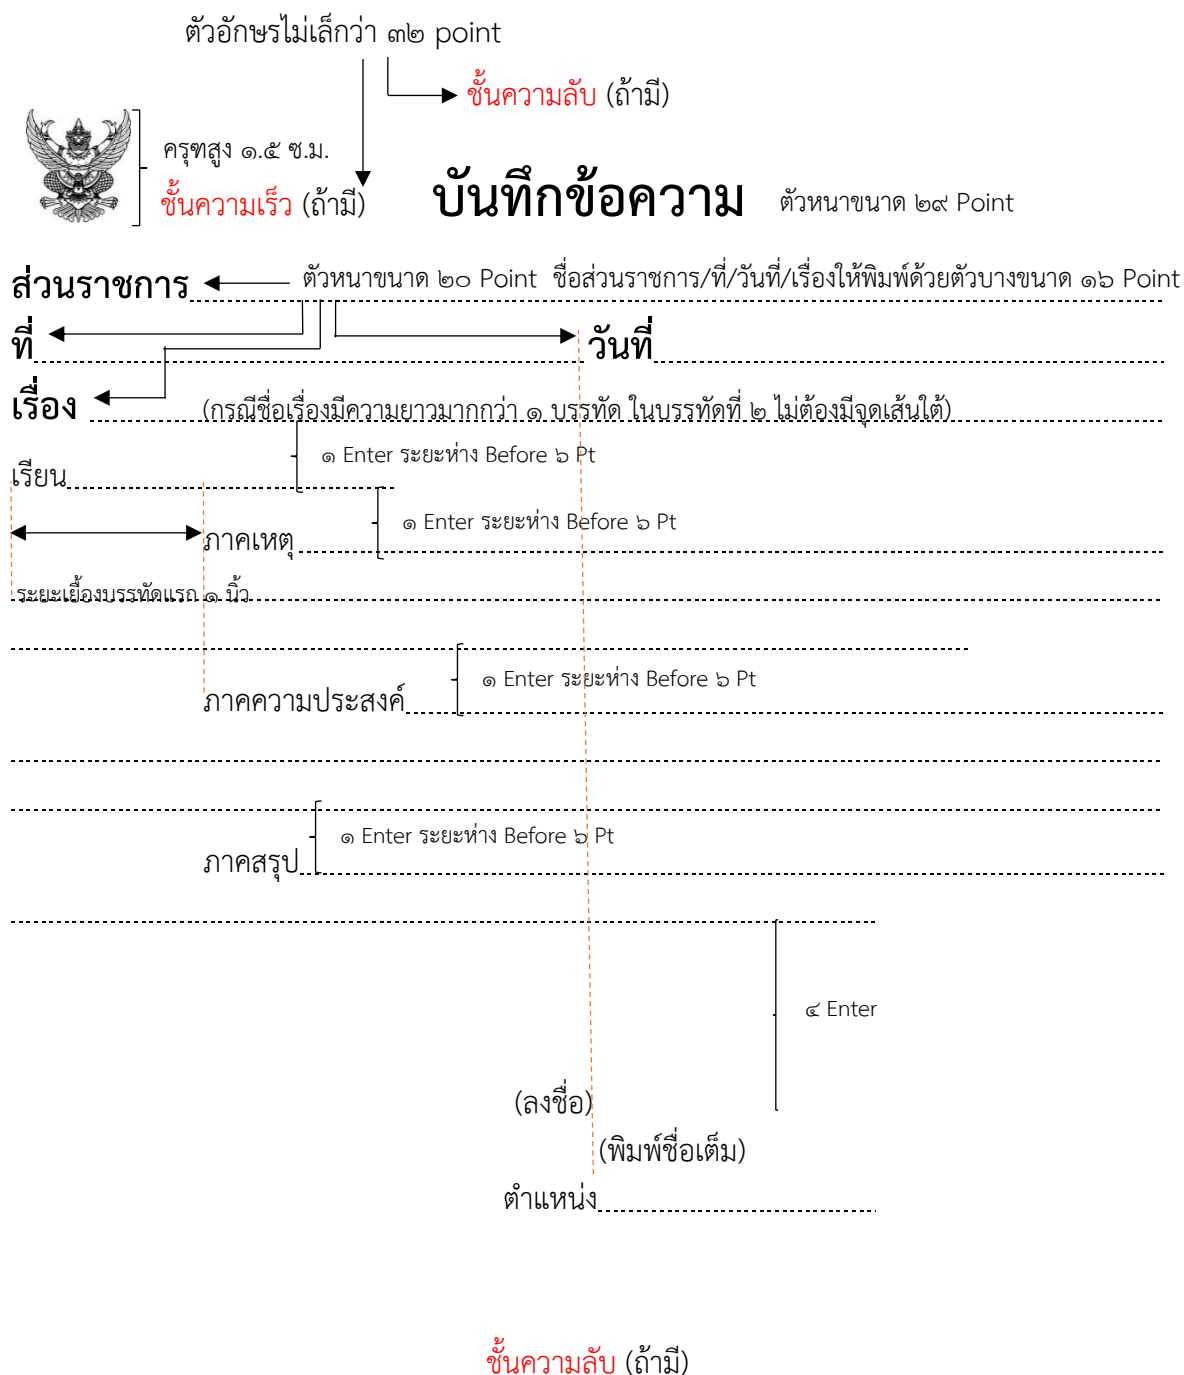 ตัวอักษรไม่เล็กว่า ๓๒ point
ชั้นความลับ (ถ้ามี)
ครุฑสูง ๑.๕ ซ.ม.
ชั้นความเร็ว (ถ้ามี)
บันทึกข้อความ ตัวหนาขนาด ๒๙ Point
ส่วนราชการ ตัวหนาขนาด ๒๐ Point ชื่อส่วนราชการ/ที่/วันที่/เรื่องให้พิมพ์ด้วยตัวบางขนาด ๑๖ Point
ที่ วันที่
เรื่อง (กรณีชื่อเรื่องมีความยาวมากกว่า ๑ บรรทัด ในบรรทัดที่ ๒ ไม่ต้องมีจุดเส้นใต้)
๑ Enter ระยะห่าง Before ๖ Pt
เรียน
๑ Enter ระยะห่าง Before ๖ Pt
ภาคเหตุ
ระยะเยื้องบรรทัดแรก ๑ นิ้ว
๑ Enter ระยะห่าง Before ๖ Pt
ภาคความประสงค์
๑ Enter ระยะห่าง Before ๖ Pt
ภาคสรุป
๔ Enter
(ลงชื่อ)
(พิมพ์ชื่อเต็ม)
ตำแหน่ง
ชั้นความลับ (ถ้ามี)